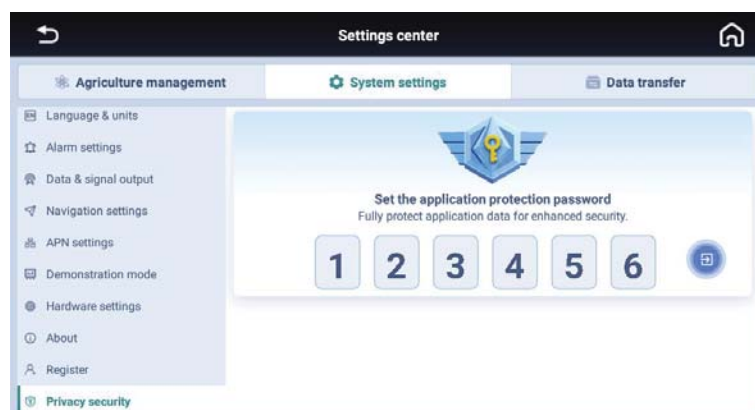 Settings center
Agriculture management
System settings
Data transfer
EN
Language & units
Alarm settings
Data & signal output
Navigation settings
APN settings
Demonstration mode
Hardware settings
About
Register
Privacy security
Set the application protection password
Fully protect application data for enhanced security.
1 2 3 4 5 6